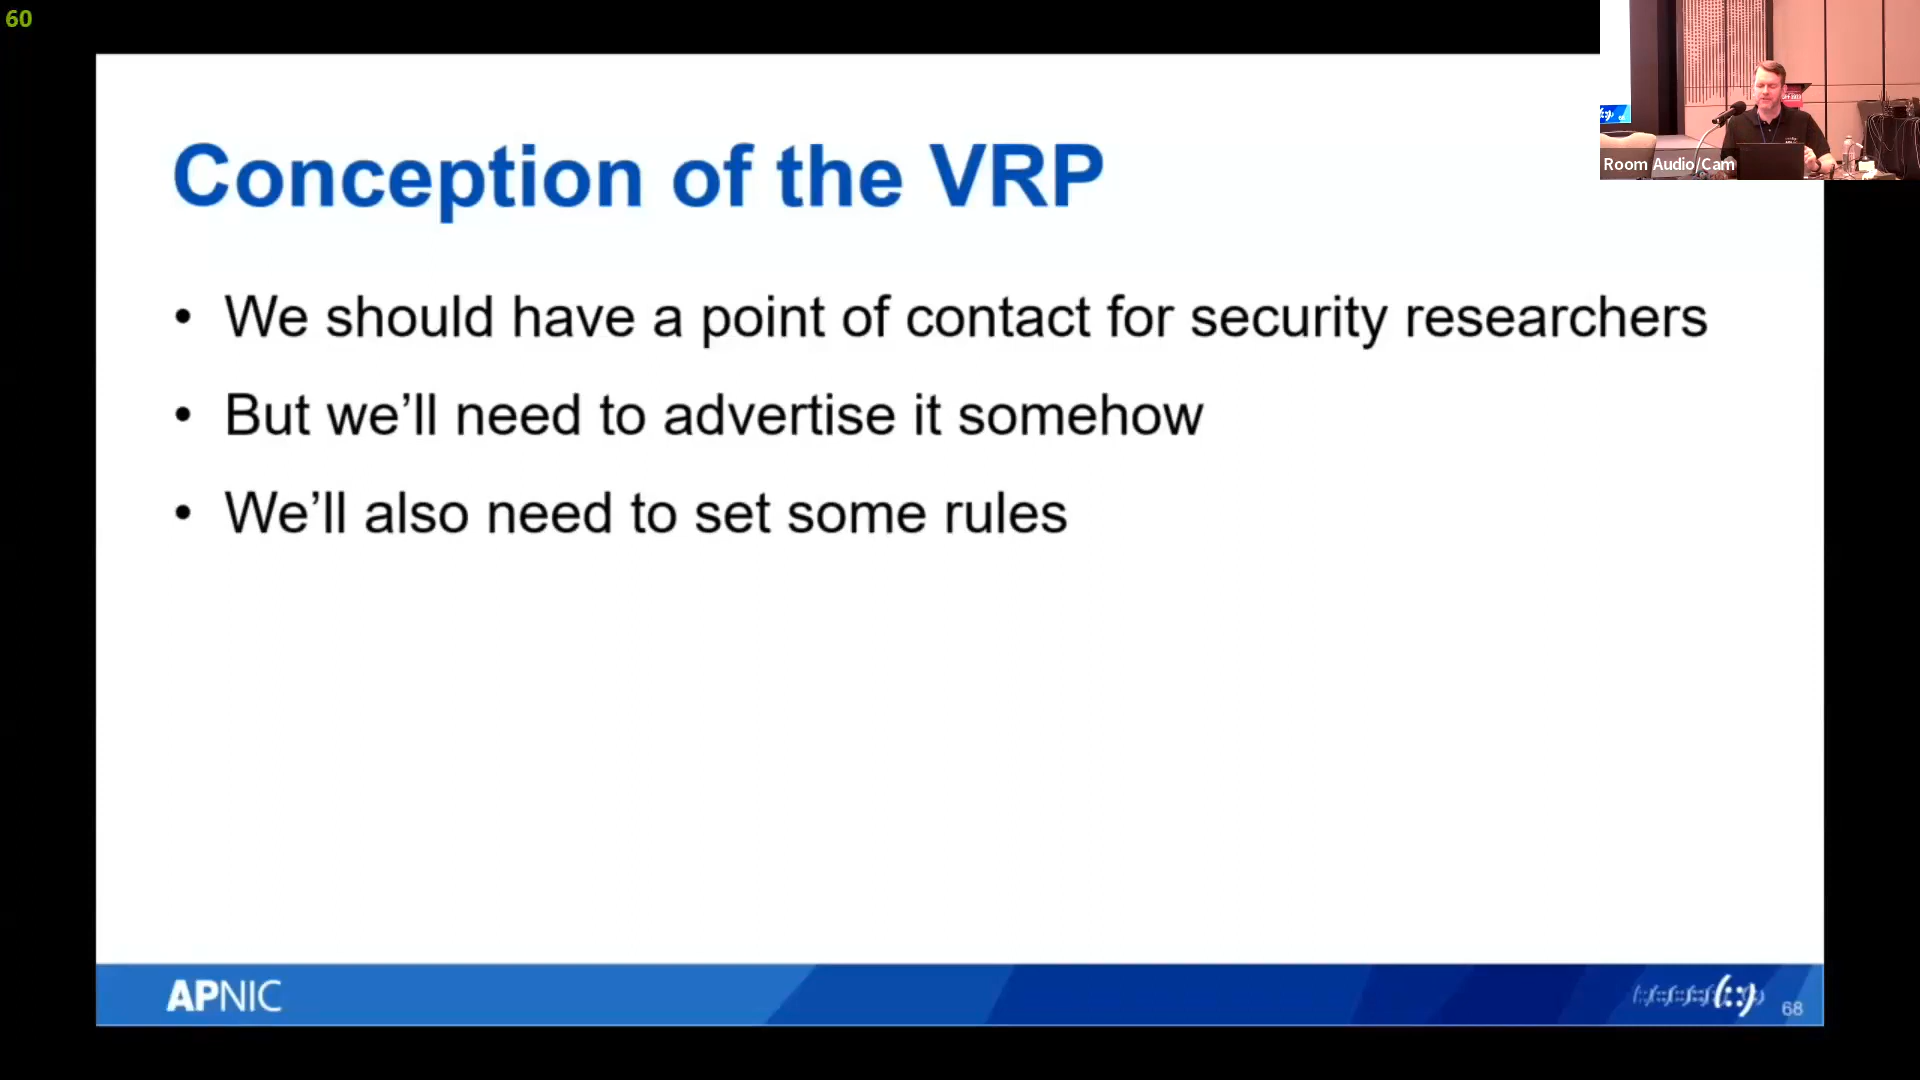 60
Conception of the VRP
• We should have a point of contact for security researchers
• But we’ll need to advertise it somehow
• We’ll also need to set some rules
Room Audio/Cam
APNIC
(::)
68